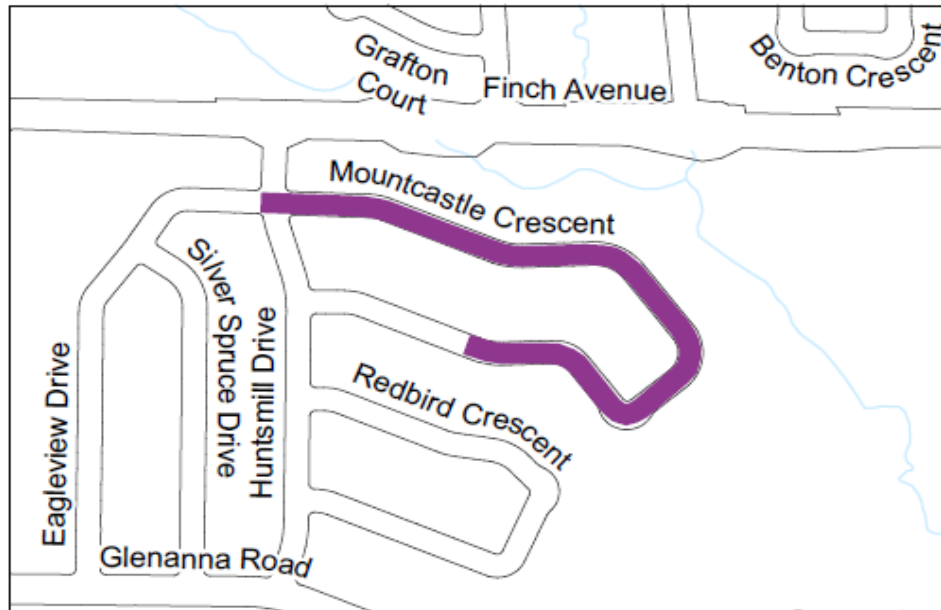 Grafton
Court
Finch Avenue
Benton Crescent
Mountcastle Crescent
Silver Spruce Drive
Huntsmill Drive
Eagleview Drive
Redbird Crescent
Glenanna Road